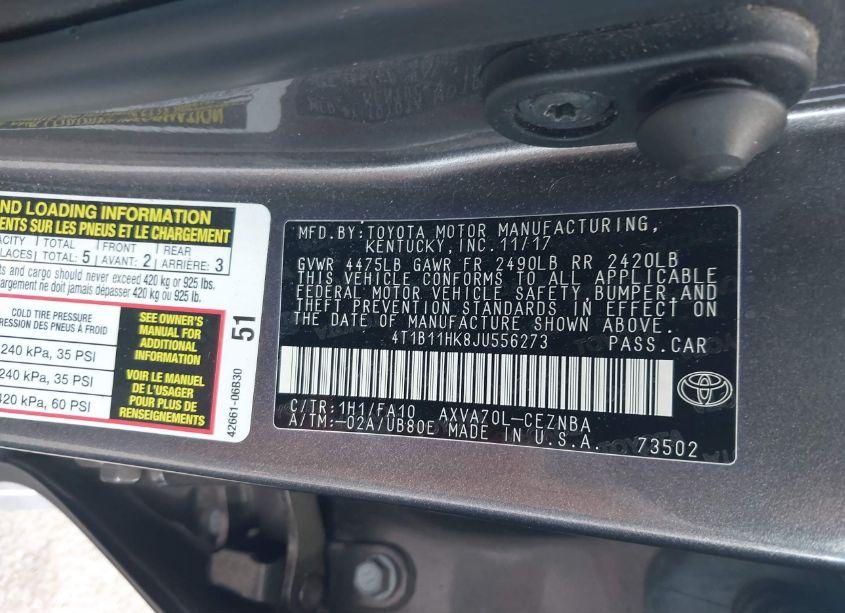 ND LOADING INFORMATION
ENTS SUR LES PNEUS ET LE CHARGEMENT
ACITY TOTAL FRONT REAR
LACES: TOTAL: 5 AVANT: 2 ARRIÈRE: 3
nts and cargo should never exceed 420 kg or 925 lbs.
argement ne doit jamais dépasser 420 kg ou 925 lb.
COLD TIRE PRESSURE
RESSION DES PNEUS À FROID
240 kPa, 35 PSI
240 kPa, 35 PSI
420 kPa, 60 PSI
SEE OWNER'S
MANUAL FOR
ADDITIONAL
INFORMATION
VOIR LE MANUEL
DE L'USAGER
POUR PLUS DE
RENSEIGNEMENTS
51
42661-06B30
MFD.BY:TOYOTA MOTOR MANUFACTURING,
KENTUCKY,INC.11/17
GVWR 4475LB GAWR FR 2490LB RR 2420LB
THIS VEHICLE CONFORMS TO ALL APPLICABLE
FEDERAL MOTOR VEHICLE SAFETY,BUMPER,AND
THEFT PREVENTION STANDARDS IN EFFECT ON
THE DATE OF MANUFACTURE SHOWN ABOVE.
4T1B11HK8JU556273 PASS.CAR
C/TR:1H1/FA10 AXVA70L-CEZNBA
A/TM:-02A/UB80E MADE IN U.S.A. 73502